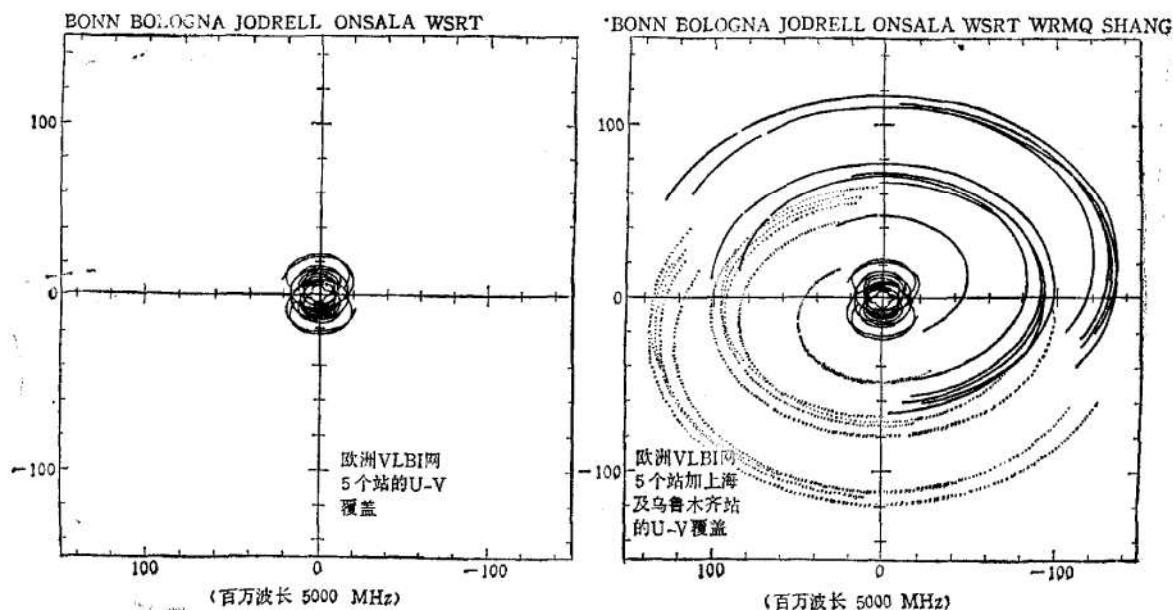 BONN BOLOGNA JODRELL ONSALA WSRT
100
0
-100
欧洲VLBI网
5个站的U-V
覆盖
100
0
-100
(百万波长 5000 MHz)
BONN BOLOGNA JODRELL ONSALA WSRT WRMQ SHANG
100
0
-100
欧洲VLBI网
5个站加上海
及乌鲁木齐站
的U-V覆盖
100
0
-100
(百万波长 5000 MHz)